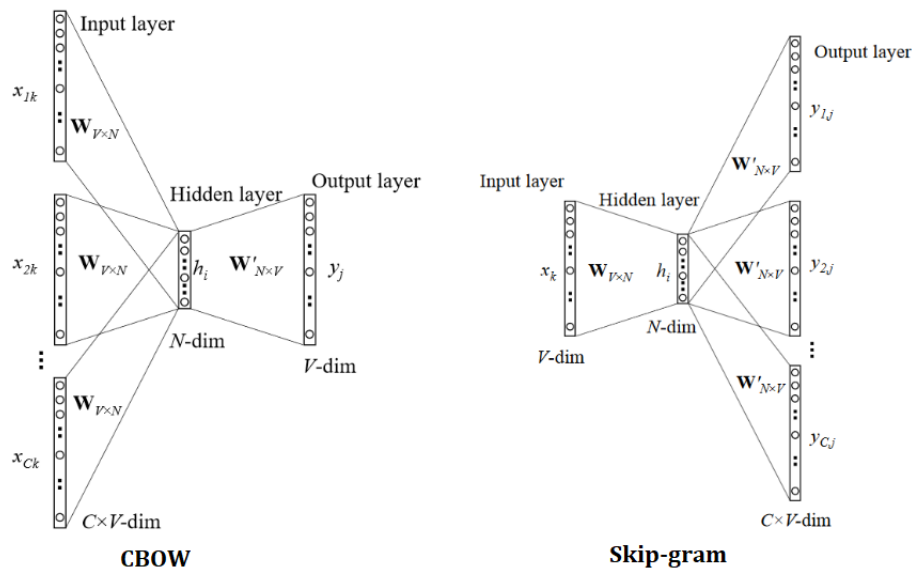 Input layer
x1k
WV×N
Hidden layer
Output layer
x2k
WV×N
hi
W'N×V
yj
N-dim
V-dim
WV×N
xCk
C×V-dim
CBOW
Output layer
y1,j
W'N×V
Input layer
Hidden layer
xk
WV×N
hi
W'N×V
y2,j
N-dim
V-dim
W'N×V
yC,j
C×V-dim
Skip-gram